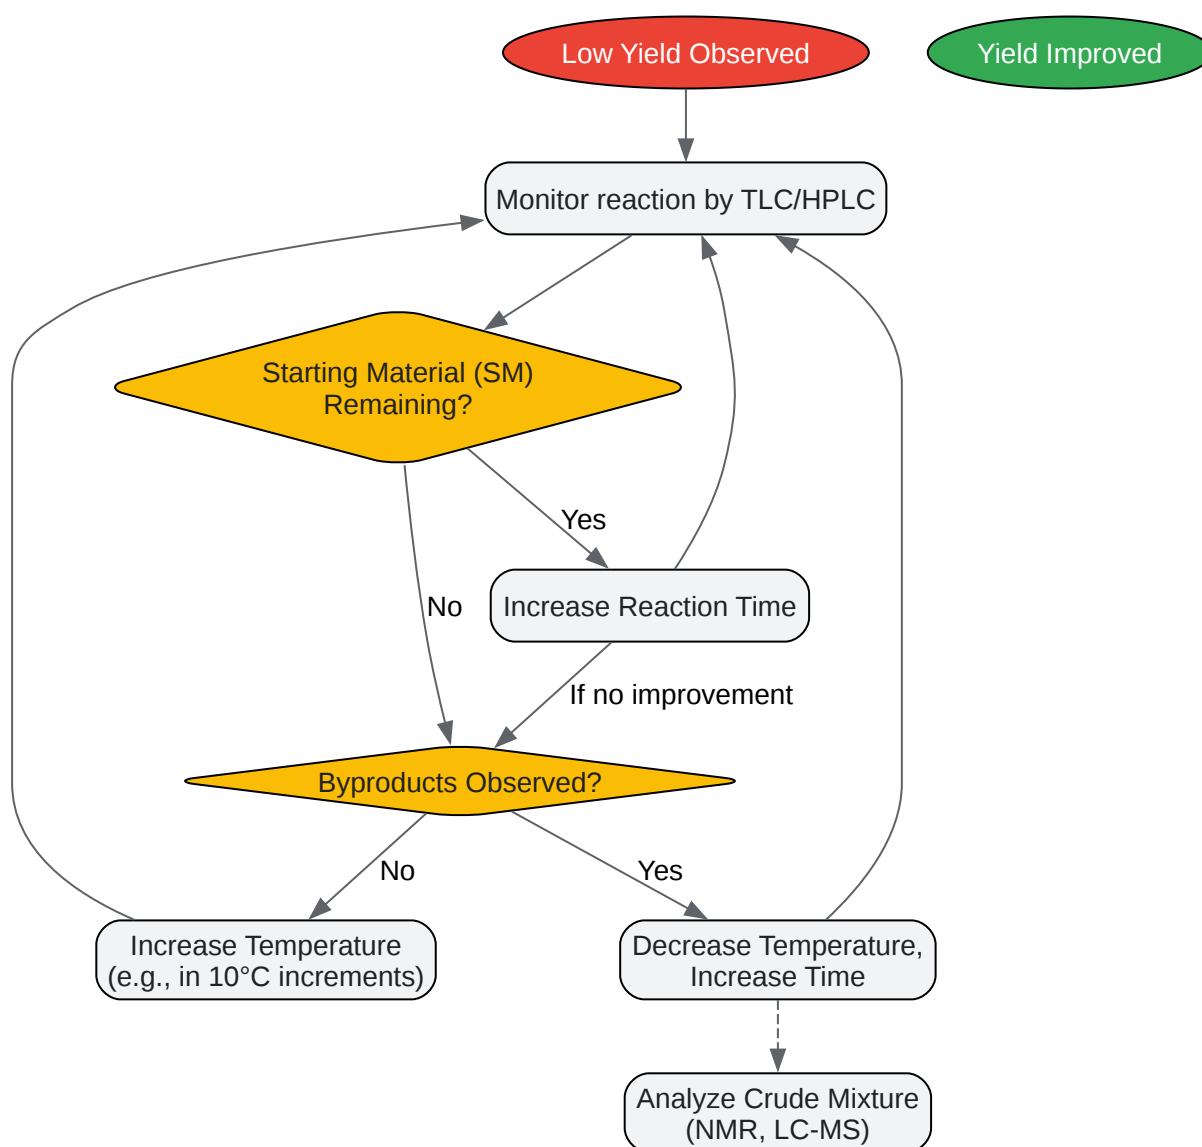 Low Yield Observed
Yield Improved
Monitor reaction by TLC/HPLC
Starting Material (SM)
Remaining?
Yes
Increase Reaction Time
No
If no improvement
Byproducts Observed?
No
Yes
Increase Temperature
(e.g., in 10°C increments)
Decrease Temperature,
Increase Time
Analyze Crude Mixture
(NMR, LC-MS)